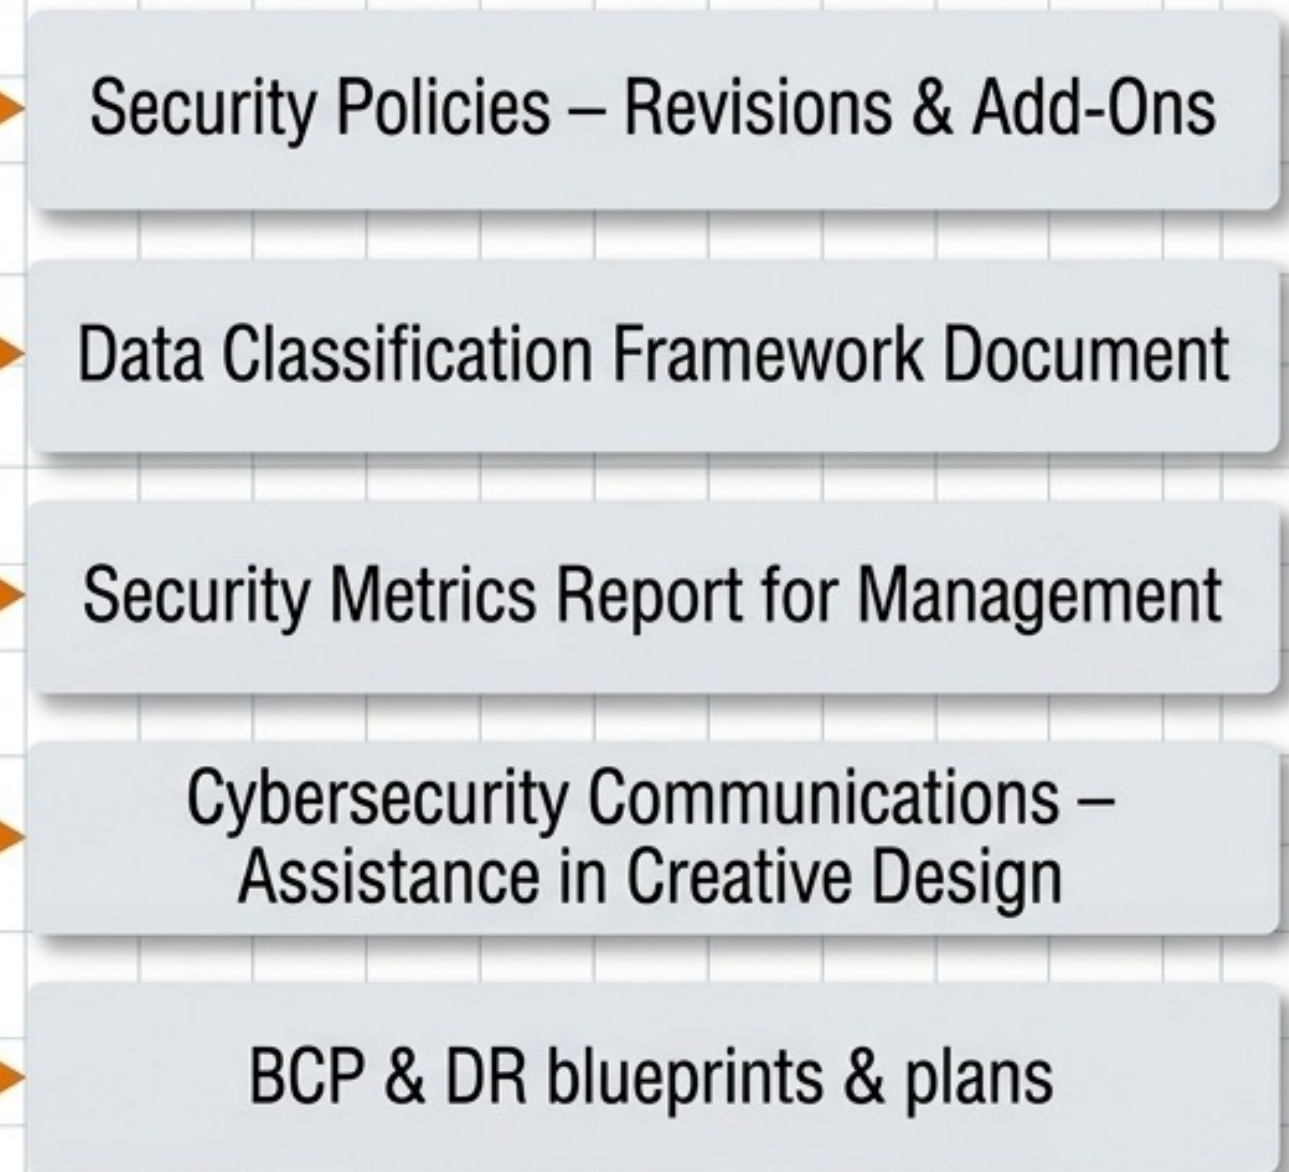 Security Policies – Revisions & Add-Ons
Data Classification Framework Document
Security Metrics Report for Management
Cybersecurity Communications –
Assistance in Creative Design
BCP & DR blueprints & plans